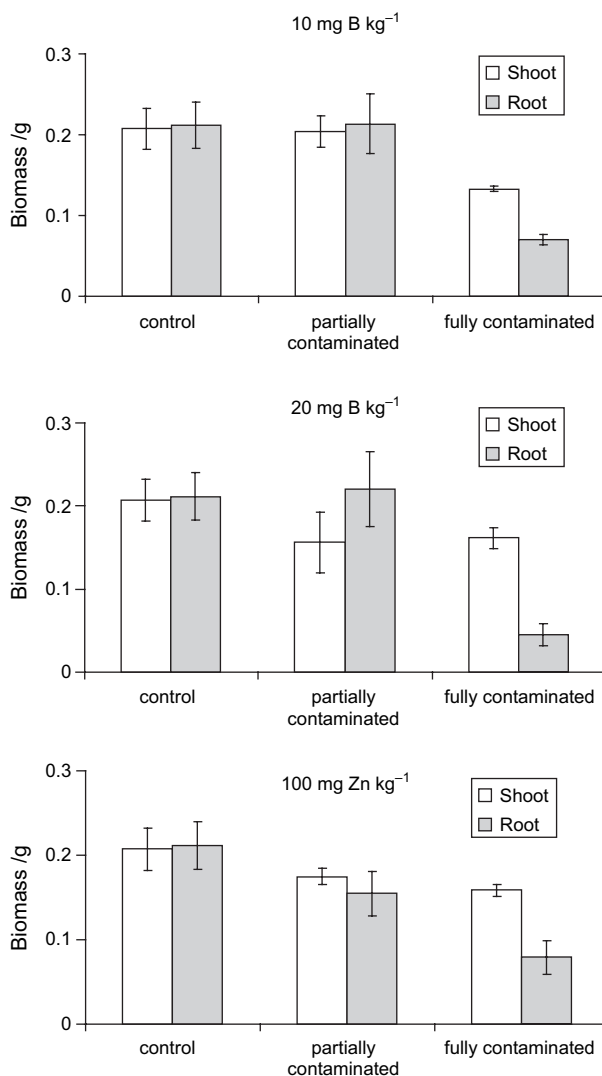 10 mg B kg⁻¹
Shoot
Root
Biomass /g
0.3
0.2
0.1
0
control
partially
contaminated
fully contaminated
20 mg B kg⁻¹
Shoot
Root
Biomass /g
0.3
0.2
0.1
0
control
partially
contaminated
fully contaminated
100 mg Zn kg⁻¹
Shoot
Root
Biomass /g
0.3
0.2
0.1
0
control
partially
contaminated
fully contaminated